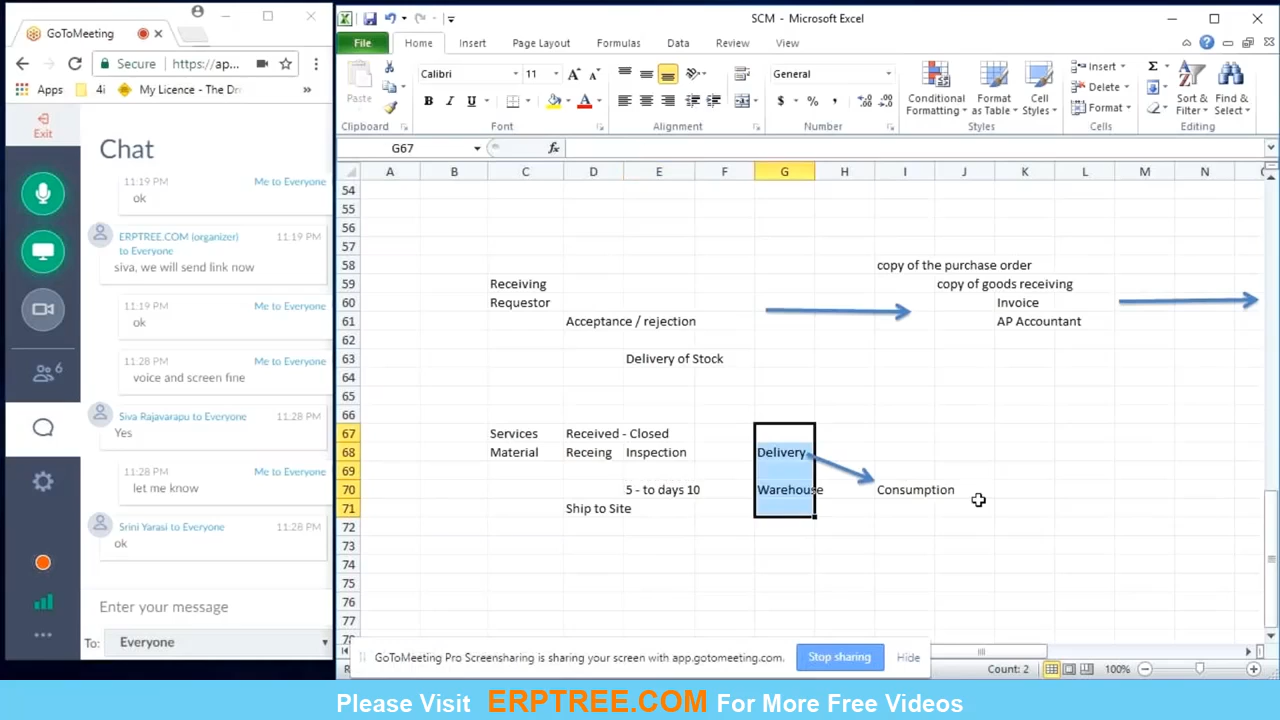 GoToMeeting
Secure https://ap...
Apps 4i My Licence - The Dr »
Exit
Chat
11:19 PM Me to Everyone
ok
ERPTREE.COM (organizer) 11:19 PM
to Everyone
siva, we will send link now
11:19 PM Me to Everyone
ok
11:28 PM Me to Everyone
voice and screen fine
6
Siva Rajavarapu to Everyone 11:28 PM
Yes
11:28 PM Me to Everyone
let me know
Srini Yarasi to Everyone 11:28 PM
ok
Enter your message
To: Everyone
SCM - Microsoft Excel
File Home Insert Page Layout Formulas Data Review View
Paste
Calibri 11
B I U
General
$ % ,
Conditional Formatting
Format as Table
Cell Styles
Insert
Delete
Format
Sort & Filter
Find & Select
Clipboard Font Alignment Number Styles Cells Editing
G67 fx
A B C D E F G H I J K L M N
54
55
56
57
58 copy of the purchase order
59 Receiving copy of goods receiving
60 Requestor Invoice
61 Acceptance / rejection AP Accountant
62
63 Delivery of Stock
64
65
66
67 Services Received - Closed
68 Material Receing Inspection Delivery
69
70 5 - to days 10 Warehouse Consumption
71 Ship to Site
72
73
74
75
76
77
78
GoToMeeting Pro Screensharing is sharing your screen with app.gotomeeting.com. Stop sharing Hide
Count: 2 100%
Please Visit ERPTREE.COM For More Free Videos